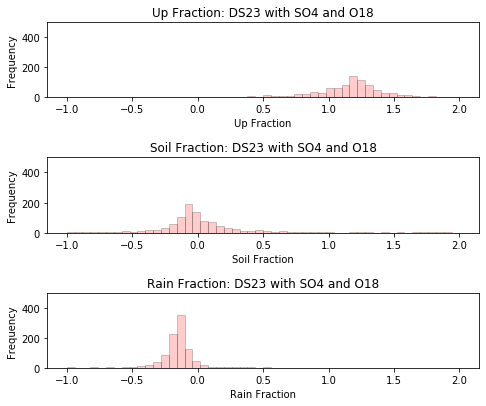 Up Fraction: DS23 with SO4 and O18
Frequency
400
200
0
−1.0 −0.5 0.0 0.5 1.0 1.5 2.0
Up Fraction
Soil Fraction: DS23 with SO4 and O18
Frequency
400
200
0
−1.0 −0.5 0.0 0.5 1.0 1.5 2.0
Soil Fraction
Rain Fraction: DS23 with SO4 and O18
Frequency
400
200
0
−1.0 −0.5 0.0 0.5 1.0 1.5 2.0
Rain Fraction